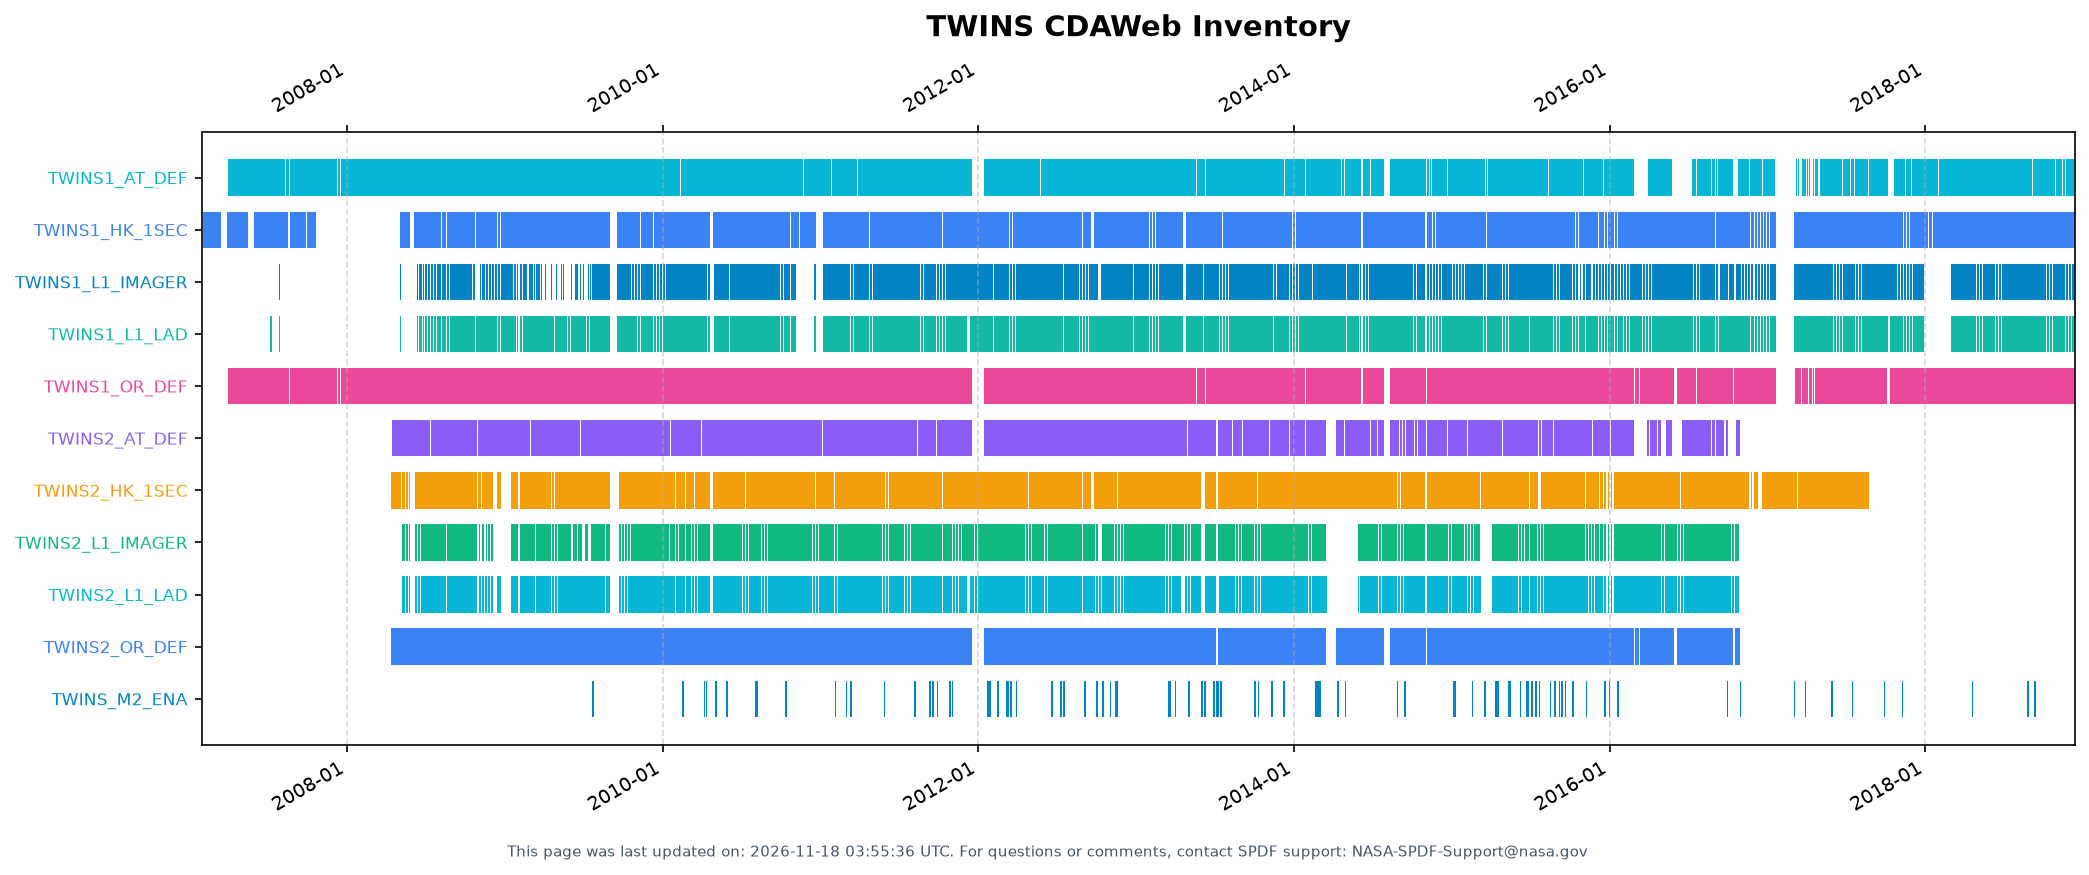 TWINS CDAWeb Inventory
2008-01 2010-01 2012-01 2014-01 2016-01 2018-01
TWINS1_AT_DEF
TWINS1_HK_1SEC
TWINS1_L1_IMAGER
TWINS1_L1_LAD
TWINS1_OR_DEF
TWINS2_AT_DEF
TWINS2_HK_1SEC
TWINS2_L1_IMAGER
TWINS2_L1_LAD
TWINS2_OR_DEF
TWINS_M2_ENA
2008-01 2010-01 2012-01 2014-01 2016-01 2018-01
This page was last updated on: 2026-11-18 03:55:36 UTC. For questions or comments, contact SPDF support: NASA-SPDF-Support@nasa.gov